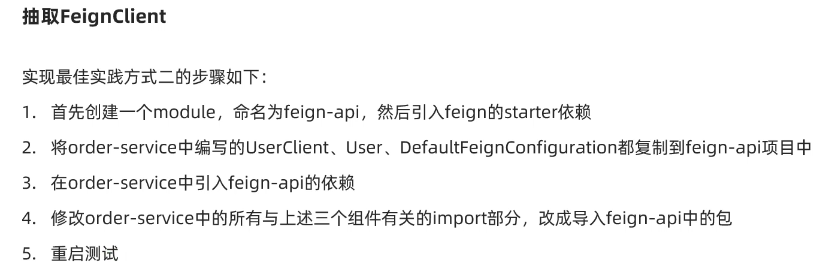 抽取FeignClient
实现最佳实践方式二的步骤如下：
1. 首先创建一个module，命名为feign-api，然后引入feign的starter依赖
2. 将order-service中编写的UserClient、User、DefaultFeignConfiguration都复制到feign-api项目中
3. 在order-service中引入feign-api的依赖
4. 修改order-service中的所有与上述三个组件有关的import部分，改成导入feign-api中的包
5. 重启测试